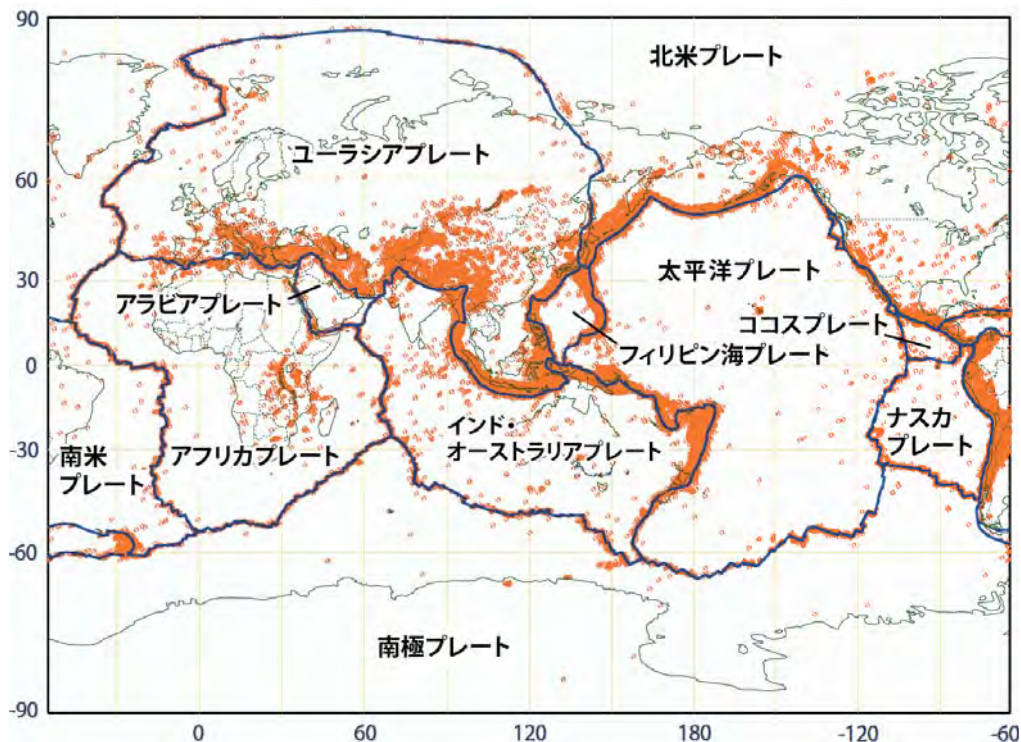 90
北米プレート
ユーラシアプレート
60
太平洋プレート
30
アラビアプレート
ココスプレート
フィリピン海プレート
0
インド・
オーストラリアプレート
ナスカ
プレート
-30
南米
プレート
アフリカプレート
-60
南極プレート
-90
0
60
120
180
-120
-60